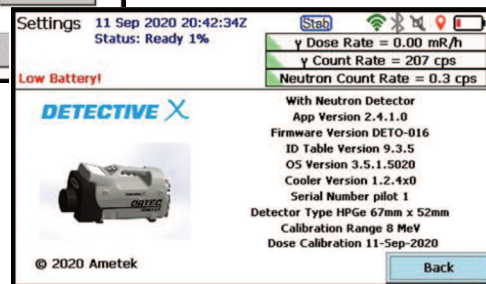 Settings 11 Sep 2020 20:42:34Z Stab
Status: Ready 1%
γ Dose Rate = 0.00 mR/h
γ Count Rate = 207 cps
Low Battery! Neutron Count Rate = 0.3 cps
DETECTIVE X
With Neutron Detector
App Version 2.4.1.0
Firmware Version DETO-016
ID Table Version 9.3.5
OS Version 3.5.1.5020
Cooler Version 1.2.4x0
Serial Number pilot 1
Detector Type HPGe 67mm x 52mm
Calibration Range 8 MeV
Dose Calibration 11-Sep-2020
ORTEC
© 2020 Ametek
Back